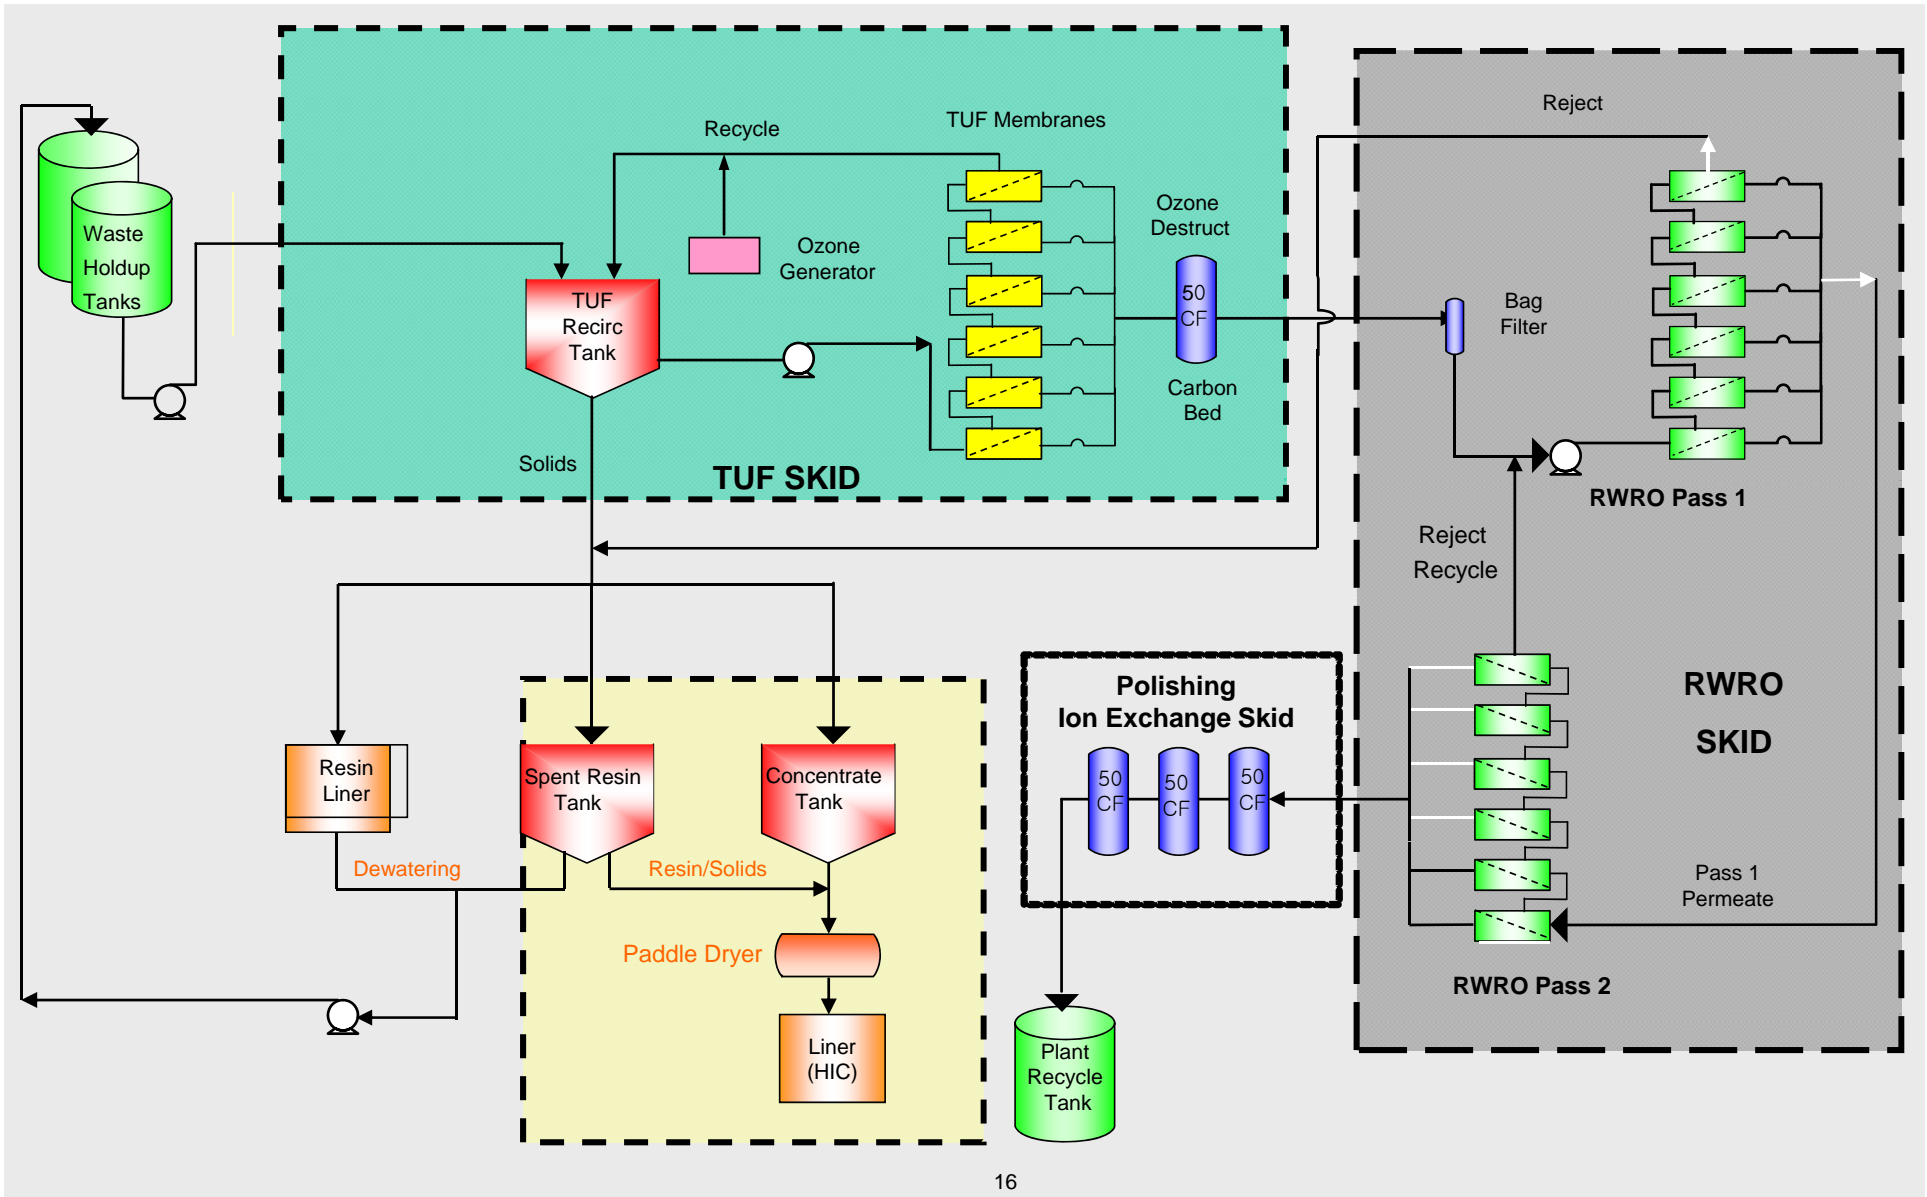 Reject
TUF Membranes
Recycle
Waste
Holdup
Tanks
Ozone
Generator
Ozone
Destruct
50
CF
Carbon
Bed
TUF
Recirc
Tank
Bag
Filter
Solids
TUF SKID
RWRO Pass 1
Reject
Recycle
Polishing
Ion Exchange Skid
50
CF
50
CF
50
CF
RWRO
SKID
Resin
Liner
Spent Resin
Tank
Concentrate
Tank
Dewatering
Resin/Solids
Pass 1
Permeate
Paddle Dryer
RWRO Pass 2
Liner
(HIC)
Plant
Recycle
Tank
16